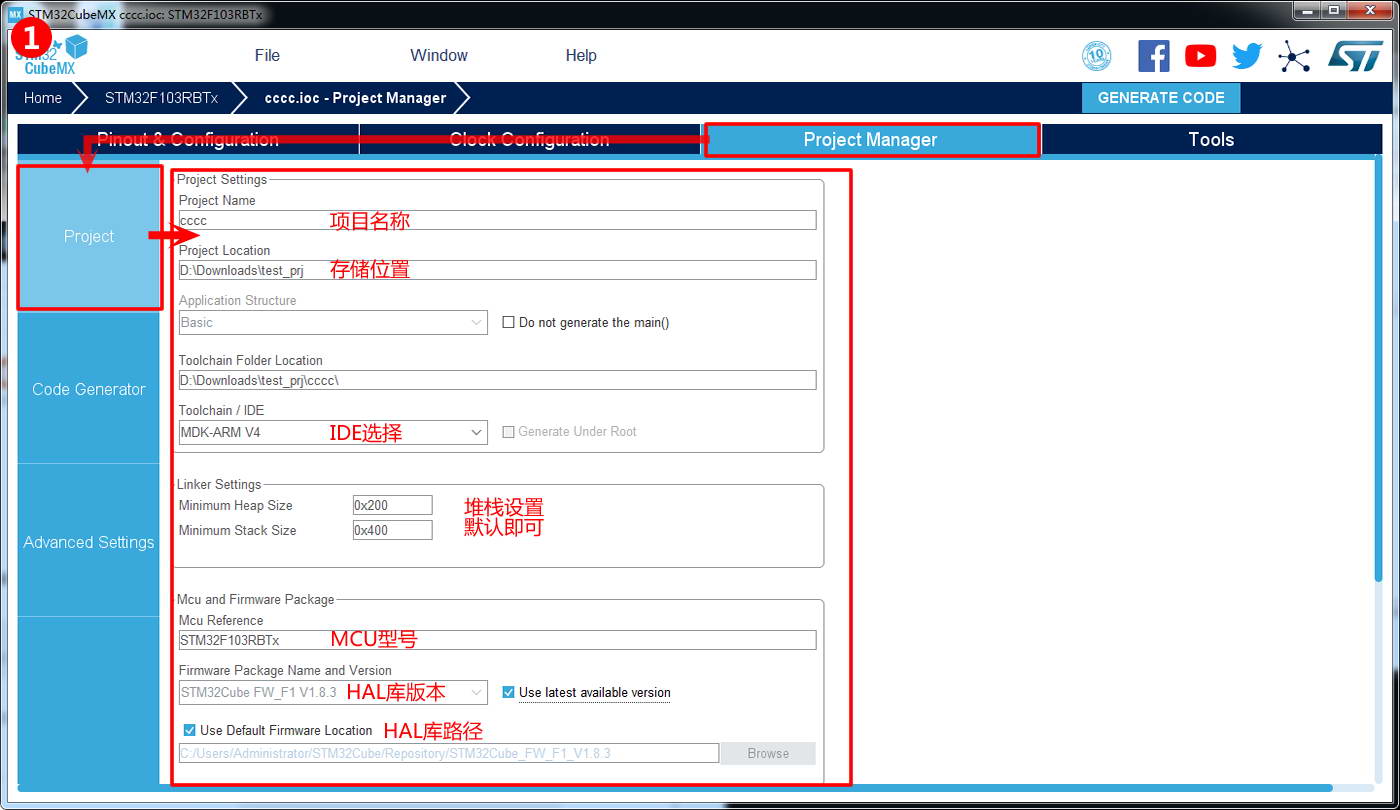 STM32CubeMX cccc.ioc: STM32F103RBTx
1
STM32
CubeMX
File
Window
Help
10
Home
STM32F103RBTx
cccc.ioc - Project Manager
GENERATE CODE
Pinout & Configuration
Clock Configuration
Project Manager
Tools
Project
Code Generator
Advanced Settings
Project Settings
Project Name
cccc 项目名称
Project Location
D:\Downloads\test_prj 存储位置
Application Structure
Basic
Do not generate the main()
Toolchain Folder Location
D:\Downloads\test_prj\cccc\
Toolchain / IDE
MDK-ARM V4 IDE选择
Generate Under Root
Linker Settings
Minimum Heap Size 0x200 堆栈设置
Minimum Stack Size 0x400 默认即可
Mcu and Firmware Package
Mcu Reference
STM32F103RBTx MCU型号
Firmware Package Name and Version
STM32Cube FW_F1 V1.8.3 HAL库版本
Use latest available version
Use Default Firmware Location HAL库路径
C:/Users/Administrator/STM32Cube/Repository/STM32Cube_FW_F1_V1.8.3
Browse